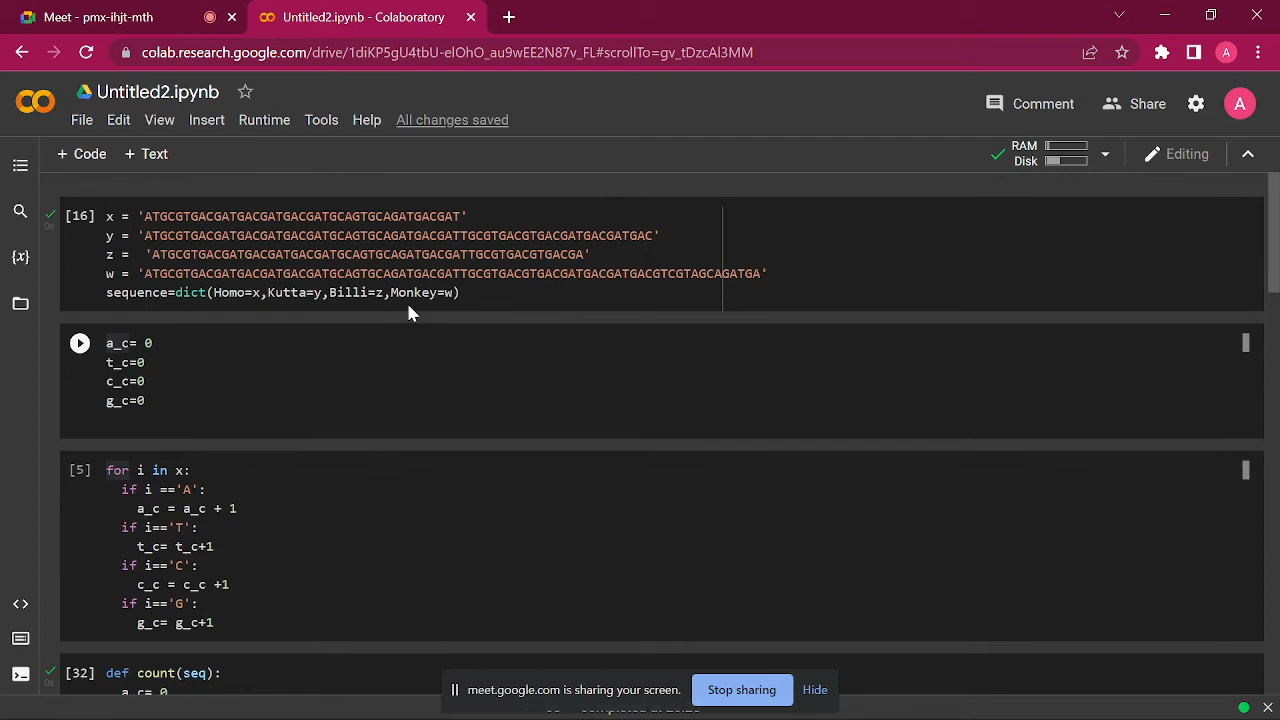 Meet - pmx-ihjt-mth
Untitled2.ipynb - Colaboratory
colab.research.google.com/drive/1diKP5gU4tbU-elOhO_au9wEE2N87v_FL#scrollTo=gv_tDzcAl3MM
A
Untitled2.ipynb
File Edit View Insert Runtime Tools Help All changes saved
Comment Share A
+ Code + Text
RAM
Disk
Editing
[16] x = 'ATGCGTGACGATGACGATGACGATGCAGTGCAGATGACGAT'
y = 'ATGCGTGACGATGACGATGACGATGCAGTGCAGATGACGATTGCGTGACGTGACGATGACGATGAC'
z = 'ATGCGTGACGATGACGATGACGATGCAGTGCAGATGACGATTGCGTGACGTGACGA'
w = 'ATGCGTGACGATGACGATGACGATGCAGTGCAGATGACGATTGCGTGACGTGACGATGACGATGACGTCGTAGCAGATGA'
sequence=dict(Homo=x,Kutta=y,Billi=z,Monkey=w)
0s
a_c= 0
t_c=0
c_c=0
g_c=0
[5] for i in x:
if i =='A':
a_c = a_c + 1
if i=='T':
t_c= t_c+1
if i=='C':
c_c = c_c +1
if i=='G':
g_c= g_c+1
[32] def count(seq):
0s
a_c= 0
meet.google.com is sharing your screen. Stop sharing Hide